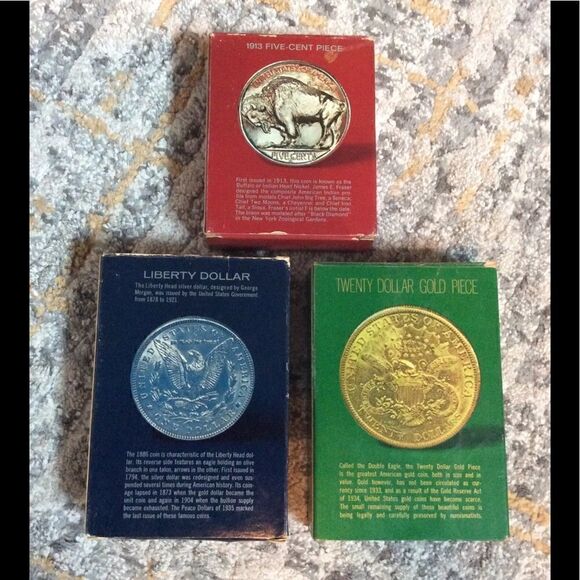 1913 FIVE-CENT PIECE
FIVE CENTS
First issued in 1913, this coin is known as the
Buffalo or Indian Head Nickel. James E. Fraser
designed the composite American Indian pro
file from models Chief John Big Tree, a Seneca;
Chief Two Moons, a Cheyenne; and Chief Iron
Tail, a Sioux. Fraser's initial F is below the date.
The bison was modeled after "Black Diamond"
in the New York Zoological Gardens.
LIBERTY DOLLAR
The Liberty Head silver dollar, designed by George
Morgan, was issued by the United States Government
from 1878 to 1921.
UNITED STATES OF AMERICA
ONE DOLLAR
The 1886 coin is characteristic of the Liberty Head dol-
lar. Its reverse side features an eagle holding an olive
branch in one talon, arrows in the other. First issued in
1794, the silver dollar was redesigned and even sus-
pended several times during American history. Its coin-
age lapsed in 1873 when the gold dollar became the
unit coin and again in 1904 when the bullion supply
became exhausted. The Peace Dollars of 1935 marked
the last issue of these famous coins.
TWENTY DOLLAR GOLD PIECE
UNITED STATES OF AMERICA
TWENTY DOLLARS
Called the Double Eagle, the Twenty Dollar Gold Piece
is the greatest American gold coin, both in size and in
value. Gold however, has not been circulated as cur-
rency since 1933, and as a result of the Gold Reserve Act
of 1934, United States gold coins have become scarce.
The small remaining supply of these beautiful coins is
being legally and carefully preserved by numismatists.